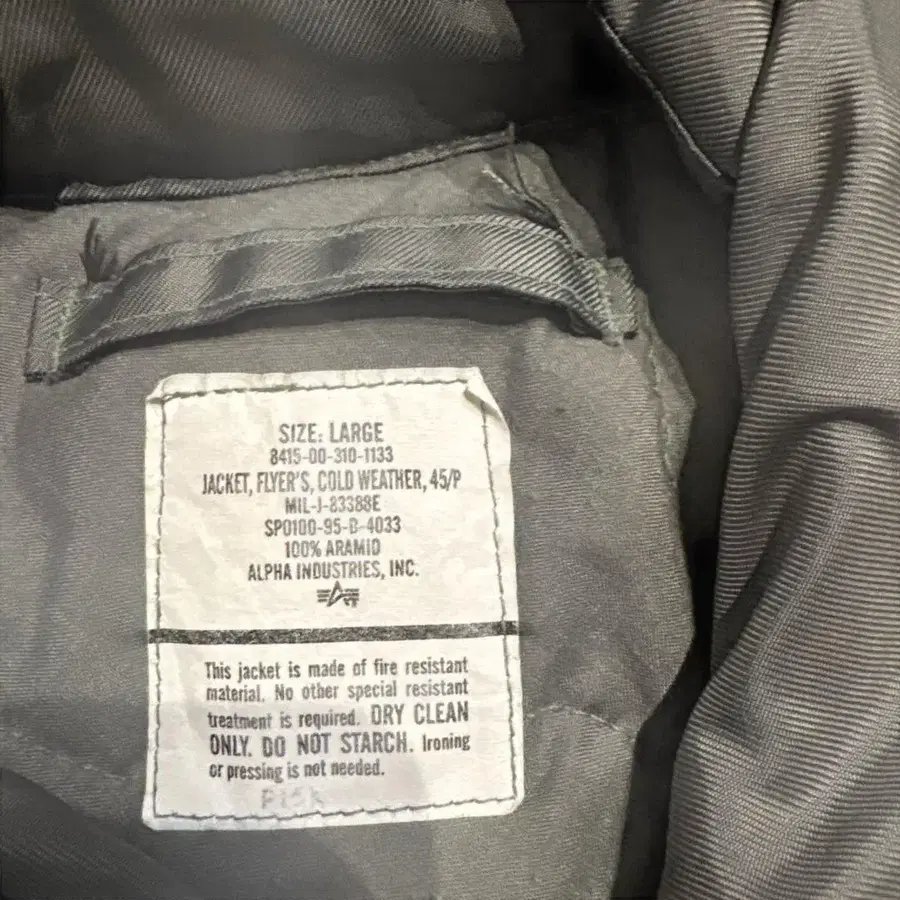 SIZE: LARGE
8415-00-310-1133
JACKET, FLYER'S, COLD WEATHER, 45/P
MIL-J-83388E
SP0100-95-D-4033
100% ARAMID
ALPHA INDUSTRIES, INC.
This jacket is made of fire resistant
material. No other special resistant
treatment is required. DRY CLEAN
ONLY. DO NOT STARCH. Ironing
or pressing is not needed.